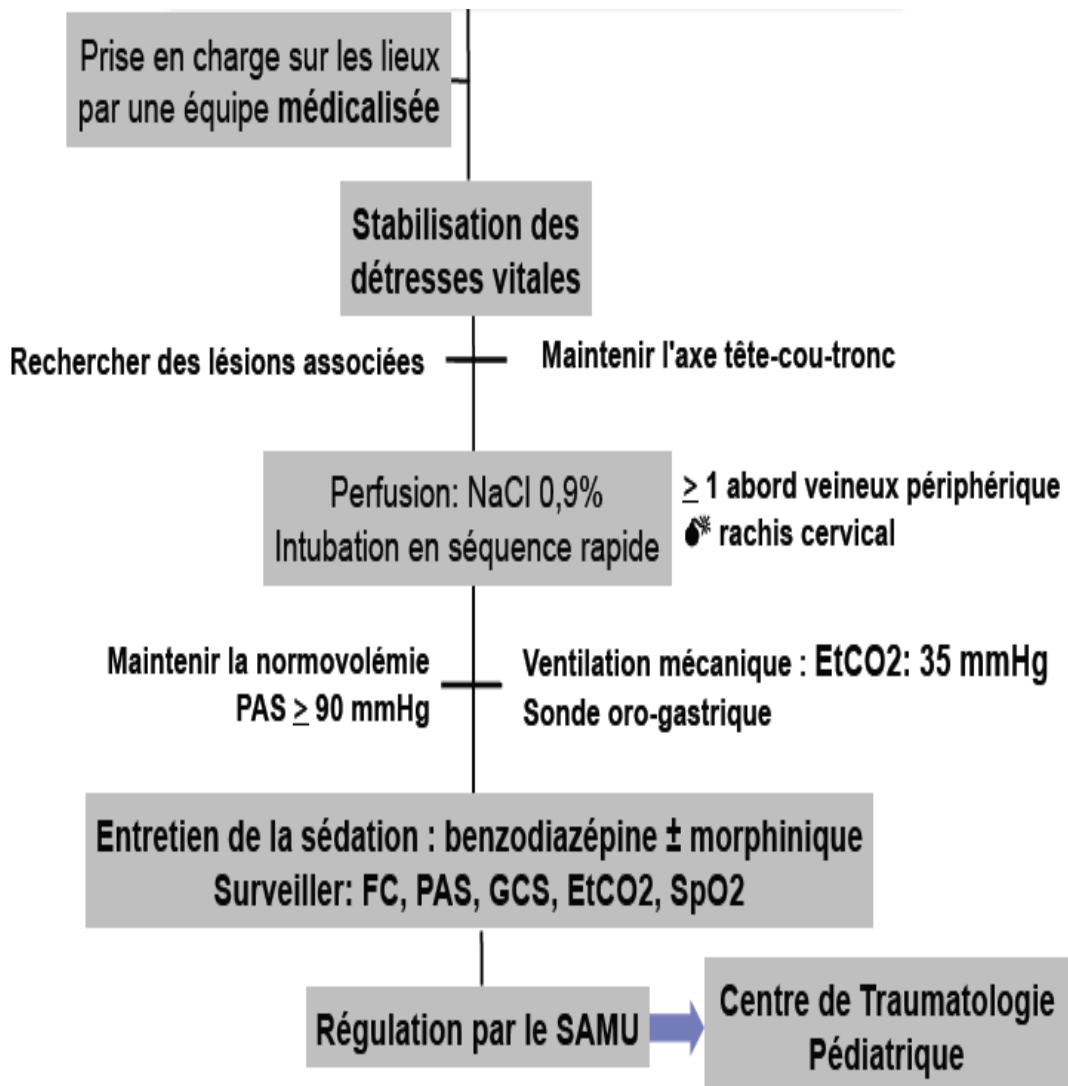 Prise en charge sur les lieux
par une équipe médicalisée
Stabilisation des
détresses vitales
Rechercher des lésions associées
Maintenir l'axe tête-cou-tronc
Perfusion: NaCl 0,9%
Intubation en séquence rapide
≥ 1 abord veineux périphérique
💣 rachis cervical
Maintenir la normovolémie
PAS ≥ 90 mmHg
Ventilation mécanique : EtCO2: 35 mmHg
Sonde oro-gastrique
Entretien de la sédation : benzodiazépine ± morphinique
Surveiller: FC, PAS, GCS, EtCO2, SpO2
Régulation par le SAMU
Centre de Traumatologie
Pédiatrique